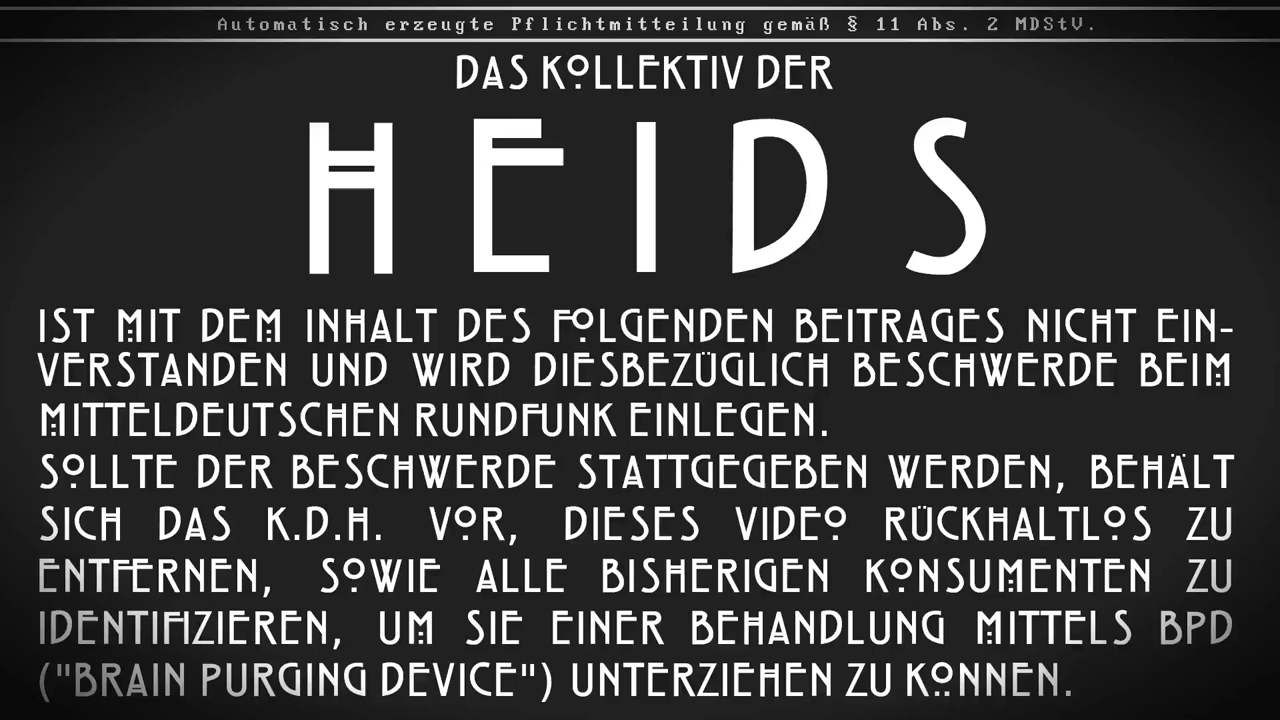 Automatisch erzeugte Pflichtmitteilung gemäß § 11 Abs. 2 MDStV.
DAS KOLLEKTIV DER
HEIDS
IST MIT DEM INHALT DES FOLGENDEN BEITRAGES NICHT EIN-
VERSTANDEN UND WIRD DIESBEZÜGLICH BESCHWERDE BEIM
MITTELDEUTSCHEN RUNDFUNK EINLEGEN.
SOLLTE DER BESCHWERDE STATTGEGEBEN WERDEN, BEHÄLT
SICH DAS K.D.H. VOR, DIESES VIDEO RÜCKHALTLOS ZU
ENTFERNEN, SOWIE ALLE BISHERIGEN KONSUMENTEN ZU
IDENTIFIZIEREN, UM SIE EINER BEHANDLUNG MITTELS BPD
("BRAIN PURGING DEVICE") UNTERZIEHEN ZU KÖNNEN.